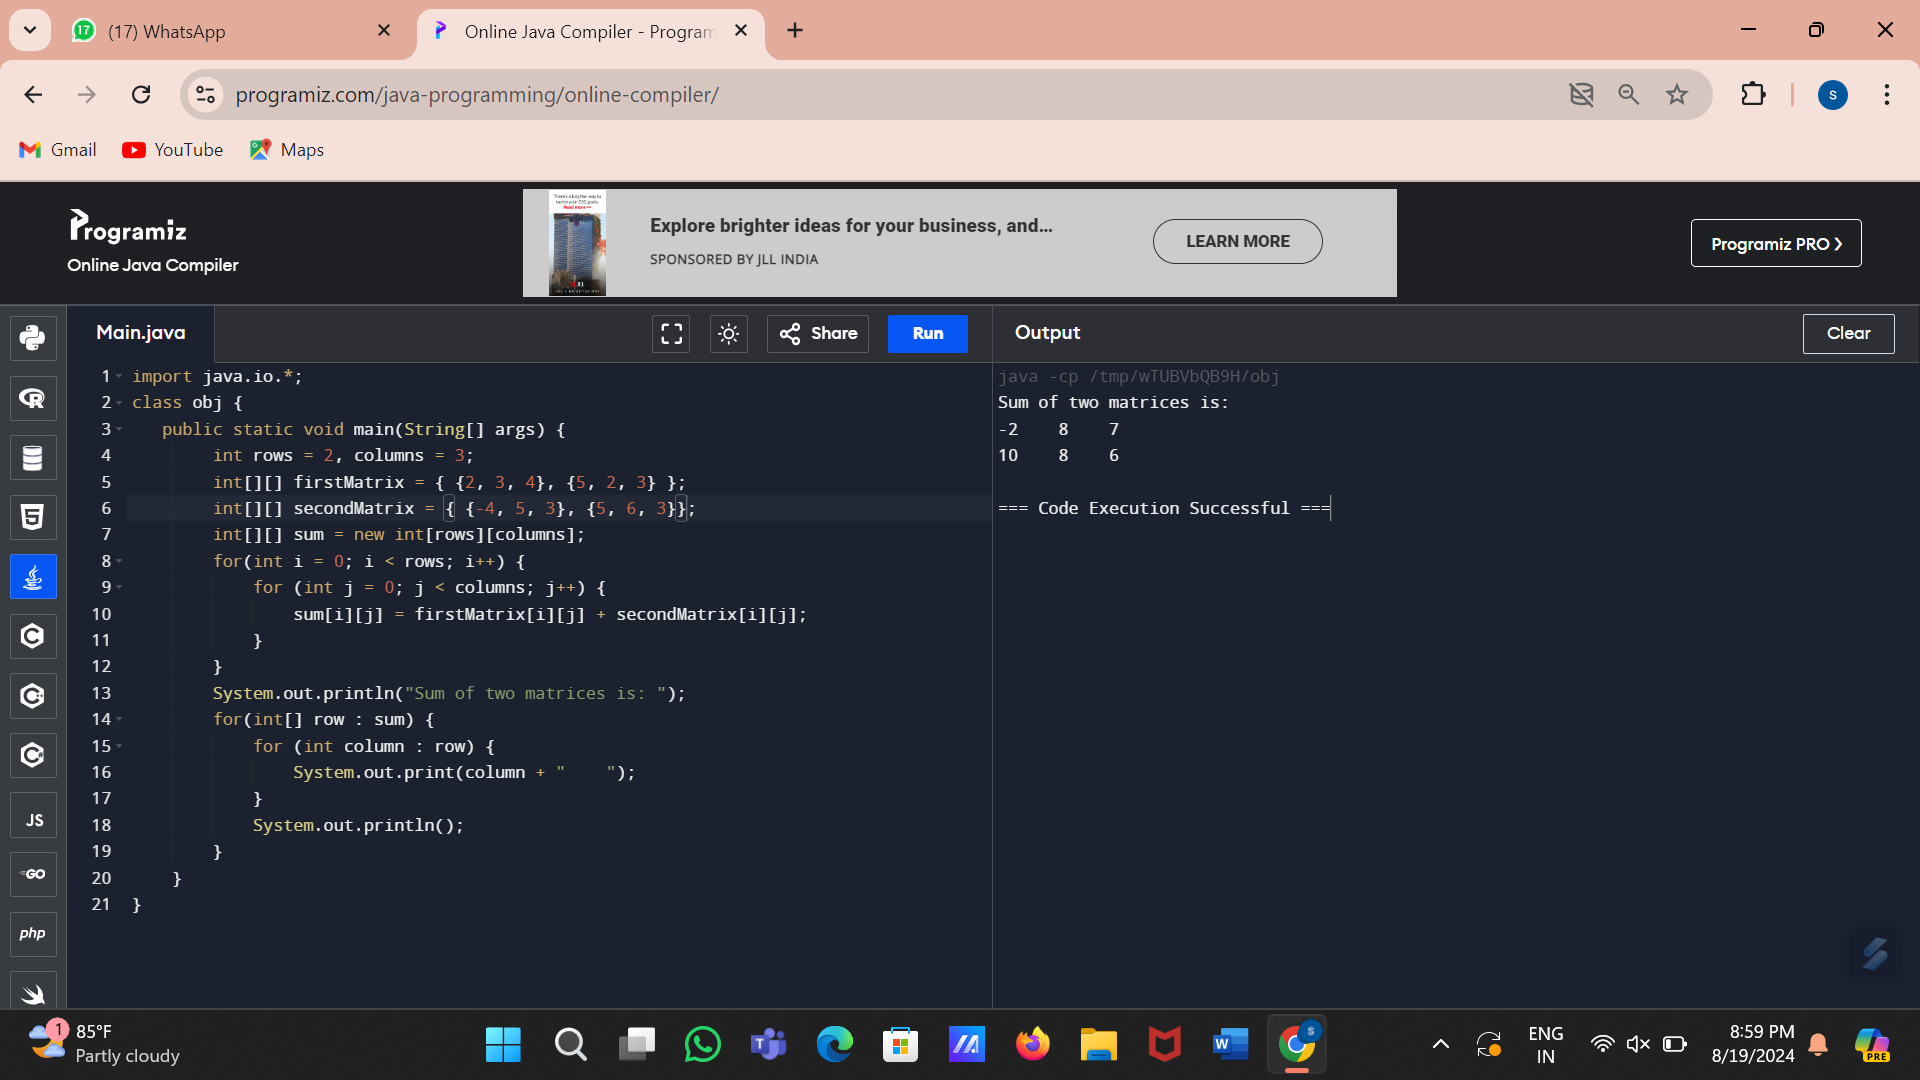 (17) WhatsApp
Online Java Compiler - Program
programiz.com/java-programming/online-compiler/
S
Gmail
YouTube
Maps
Programiz
Online Java Compiler
Explore brighter ideas for your business, and...
SPONSORED BY JLL INDIA
LEARN MORE
Programiz PRO ❯
Main.java
Share
Run
Output
Clear
1 import java.io.*;
2 class obj {
3    public static void main(String[] args) {
4         int rows = 2, columns = 3;
5         int[][] firstMatrix = { {2, 3, 4}, {5, 2, 3} };
6         int[][] secondMatrix = { {-4, 5, 3}, {5, 6, 3}};
7         int[][] sum = new int[rows][columns];
8         for(int i = 0; i < rows; i++) {
9             for (int j = 0; j < columns; j++) {
10                 sum[i][j] = firstMatrix[i][j] + secondMatrix[i][j];
11             }
12         }
13         System.out.println("Sum of two matrices is: ");
14         for(int[] row : sum) {
15             for (int column : row) {
16                 System.out.print(column + "    ");
17             }
18             System.out.println();
19         }
20     }
21 }
java -cp /tmp/wTUBVbQB9H/obj
Sum of two matrices is:
-2    8    7
10    8    6
=== Code Execution Successful ===
JS
GO
php
1
85°F
Partly cloudy
ENG
IN
8:59 PM
8/19/2024
PRE